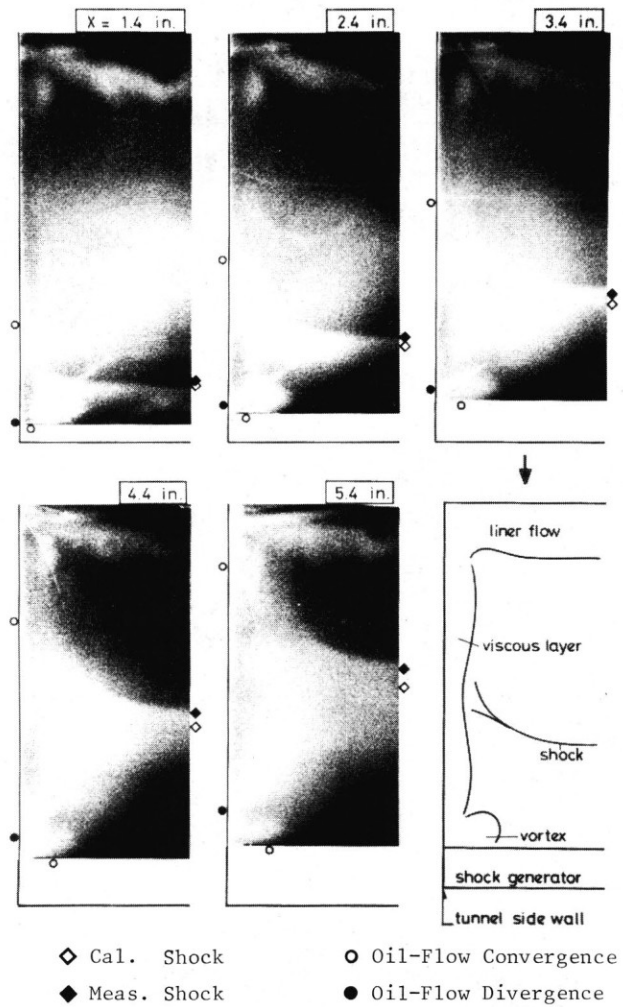 X = 1.4 in.
2.4 in.
3.4 in.
4.4 in.
5.4 in.
liner flow
viscous layer
shock
vortex
shock generator
tunnel side wall
Cal. Shock
Oil-Flow Convergence
Meas. Shock
Oil-Flow Divergence